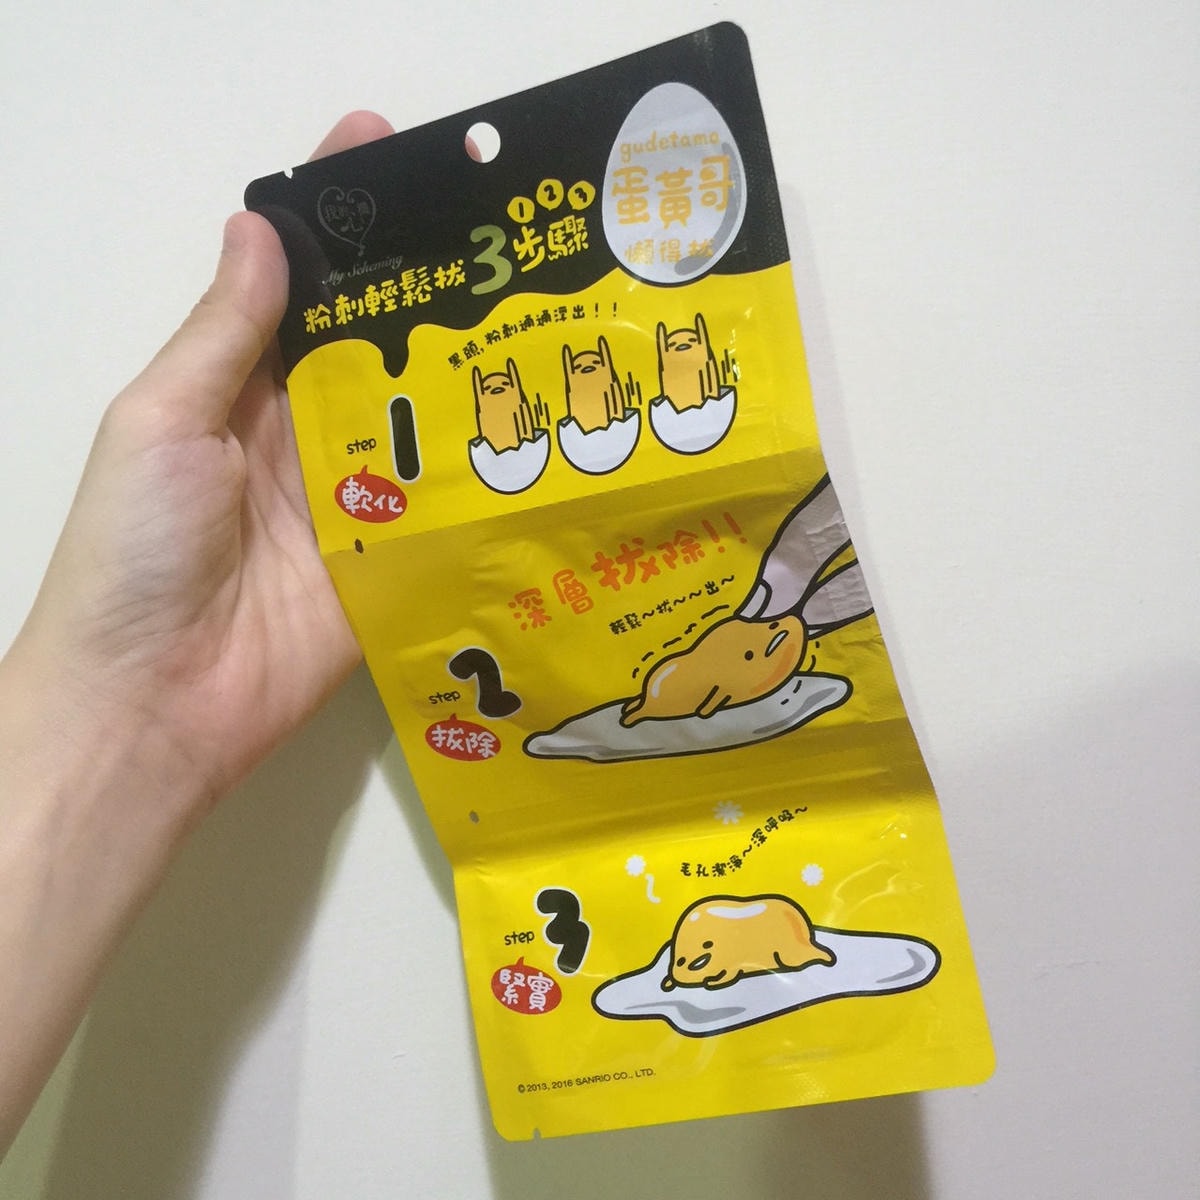 gudetama
蛋黃哥
懶得拔
我的心機
My Scheming
1 2 3
粉刺輕鬆拔3步驟
黑頭,粉刺通通浮出!!
step 1
軟化
深層拔除!!
輕鬆~拔~~出~
step 2
拔除
毛孔潔淨~深呼吸~
step 3
緊實
©2013, 2016 SANRIO CO., LTD.